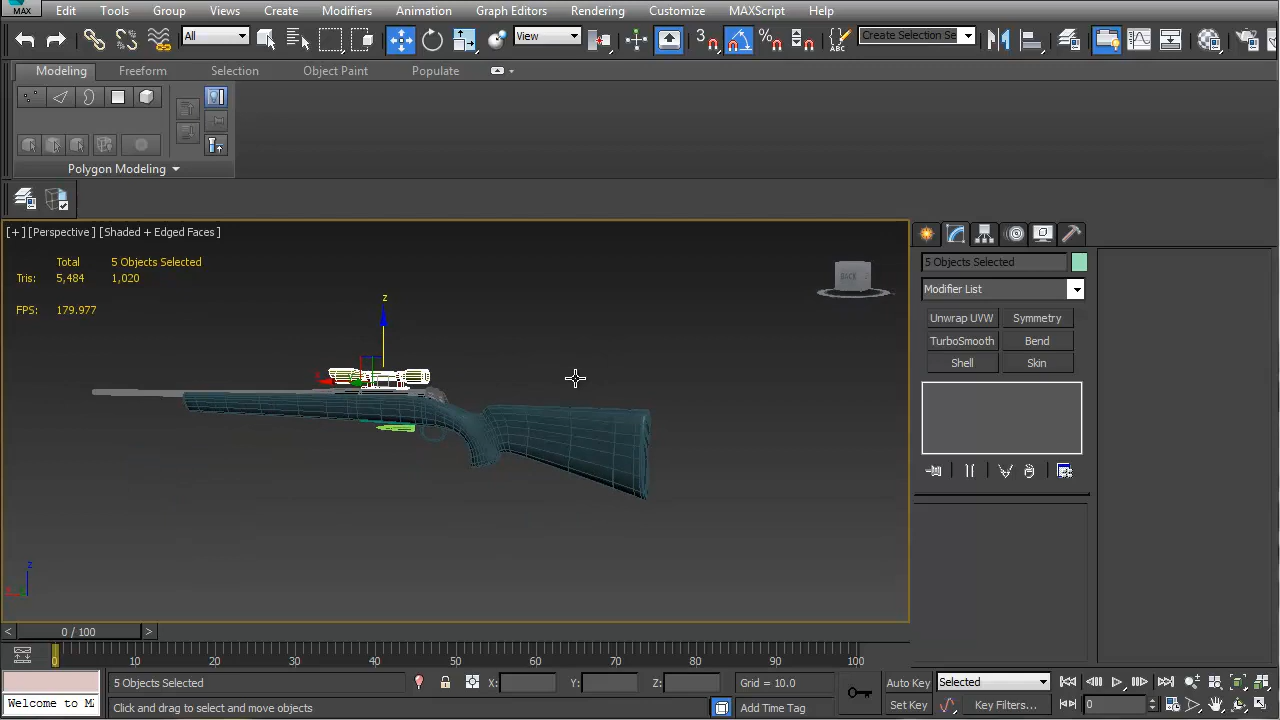 MAX Edit Tools Group Views Create Modifiers Animation Graph Editors Rendering Customize MAXScript Help
All View 3 % ABC Create Selection Se
Modeling Freeform Selection Object Paint Populate
Polygon Modeling
[+] [Perspective ] [Shaded + Edged Faces ]
Total 5 Objects Selected
Tris: 5,484 1,020
FPS: 179.977
BACK
z
x
z
5 Objects Selected
Modifier List
Unwrap UVW Symmetry
TurboSmooth Bend
Shell Skin
< 0 / 100 >
0 10 20 30 40 50 60 70 80 90 100
5 Objects Selected X: Y: Z: Grid = 10.0 Auto Key Selected
Welcome to M Click and drag to select and move objects Add Time Tag Set Key Key Filters... 0